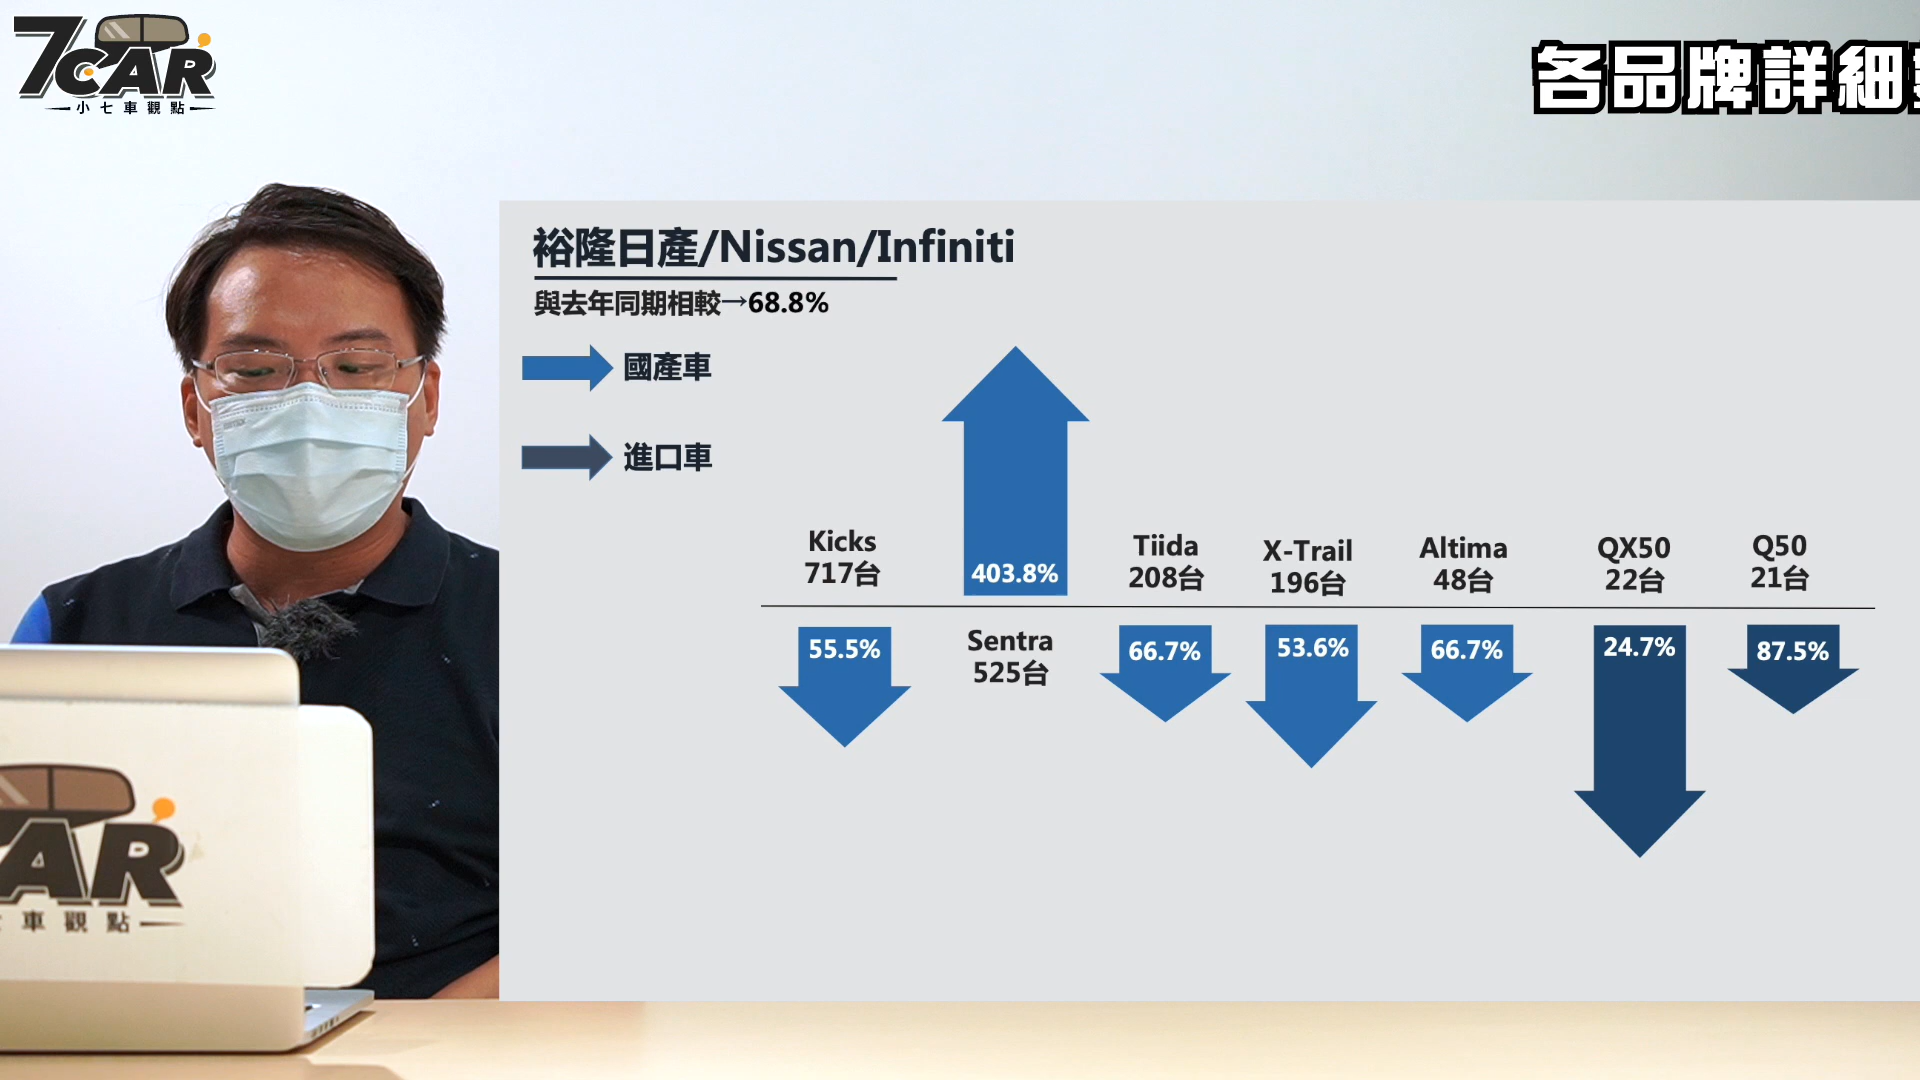 7CAR
小七車觀點
各品牌詳細
裕隆日產/Nissan/Infiniti
與去年同期相較→68.8%
國產車
進口車
Kicks
717台
403.8%
Tiida
208台
X-Trail
196台
Altima
48台
QX50
22台
Q50
21台
55.5%
Sentra
525台
66.7%
53.6%
66.7%
24.7%
87.5%
CAR
車觀點